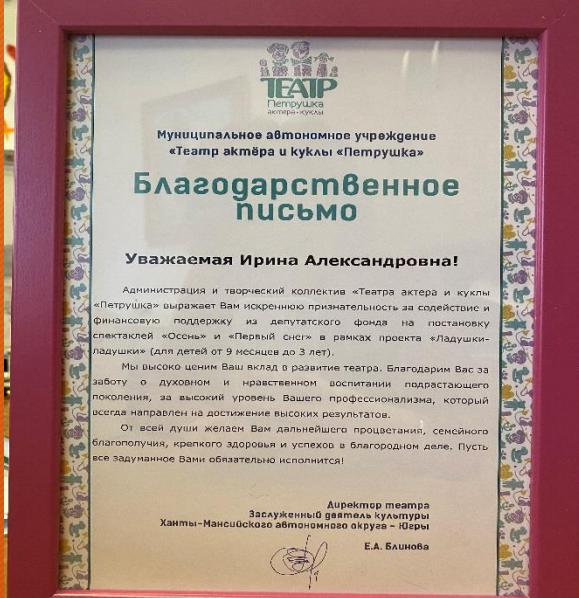 ТЕАТР
Петрушка
актёра·куклы
Муниципальное автономное учреждение
«Театр актёра и куклы «Петрушка»
Благодарственное
письмо
Уважаемая Ирина Александровна!
Администрация и творческий коллектив «Театра актера и куклы
«Петрушка» выражает Вам искреннюю признательность за содействие и
финансовую поддержку из депутатского фонда на постановку
спектаклей «Осень» и «Первый снег» в рамках проекта «Ладушки-
ладушки» (для детей от 9 месяцев до 3 лет).
Мы высоко ценим Ваш вклад в развитие театра. Благодарим Вас за
заботу о духовном и нравственном воспитании подрастающего
поколения, за высокий уровень Вашего профессионализма, который
всегда направлен на достижение высоких результатов.
От всей души желаем Вам дальнейшего процветания, семейного
благополучия, крепкого здоровья и успехов в благородном деле. Пусть
все задуманное Вами обязательно исполнится!
Директор театра
Заслуженный деятель культуры
Ханты-Мансийского автономного округа – Югры
Е.А. Блинова